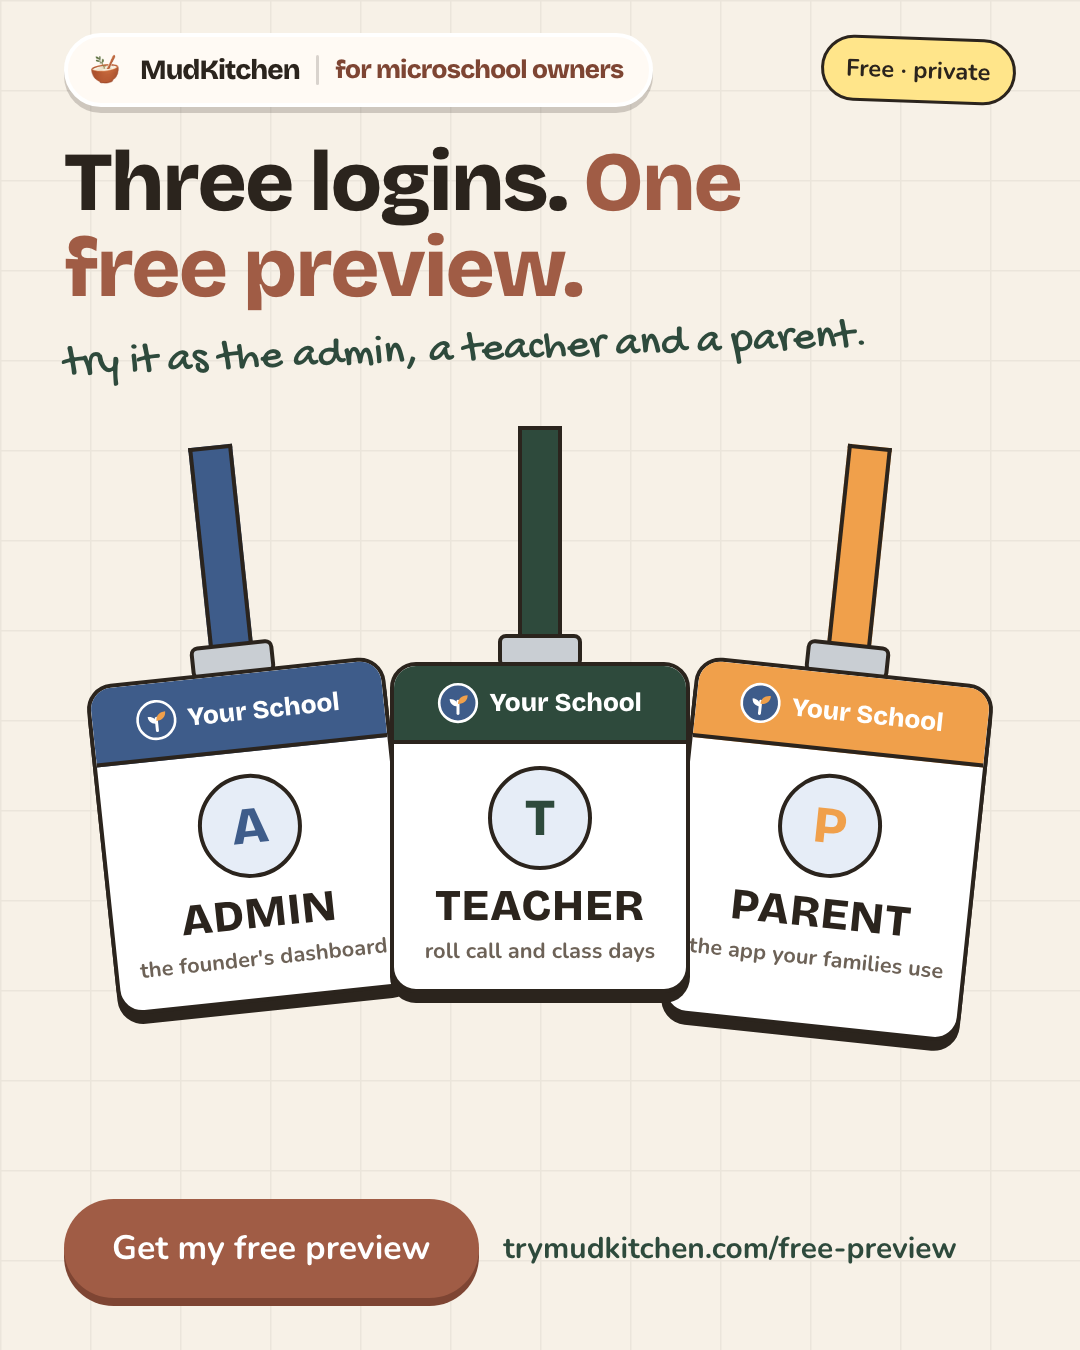 MudKitchen | for microschool owners
Free · private
Three logins. One
free preview.
try it as the admin, a teacher and a parent.
Your School
A
ADMIN
the founder's dashboard
Your School
T
TEACHER
roll call and class days
Your School
P
PARENT
the app your families use
Get my free preview
trymudkitchen.com/free-preview